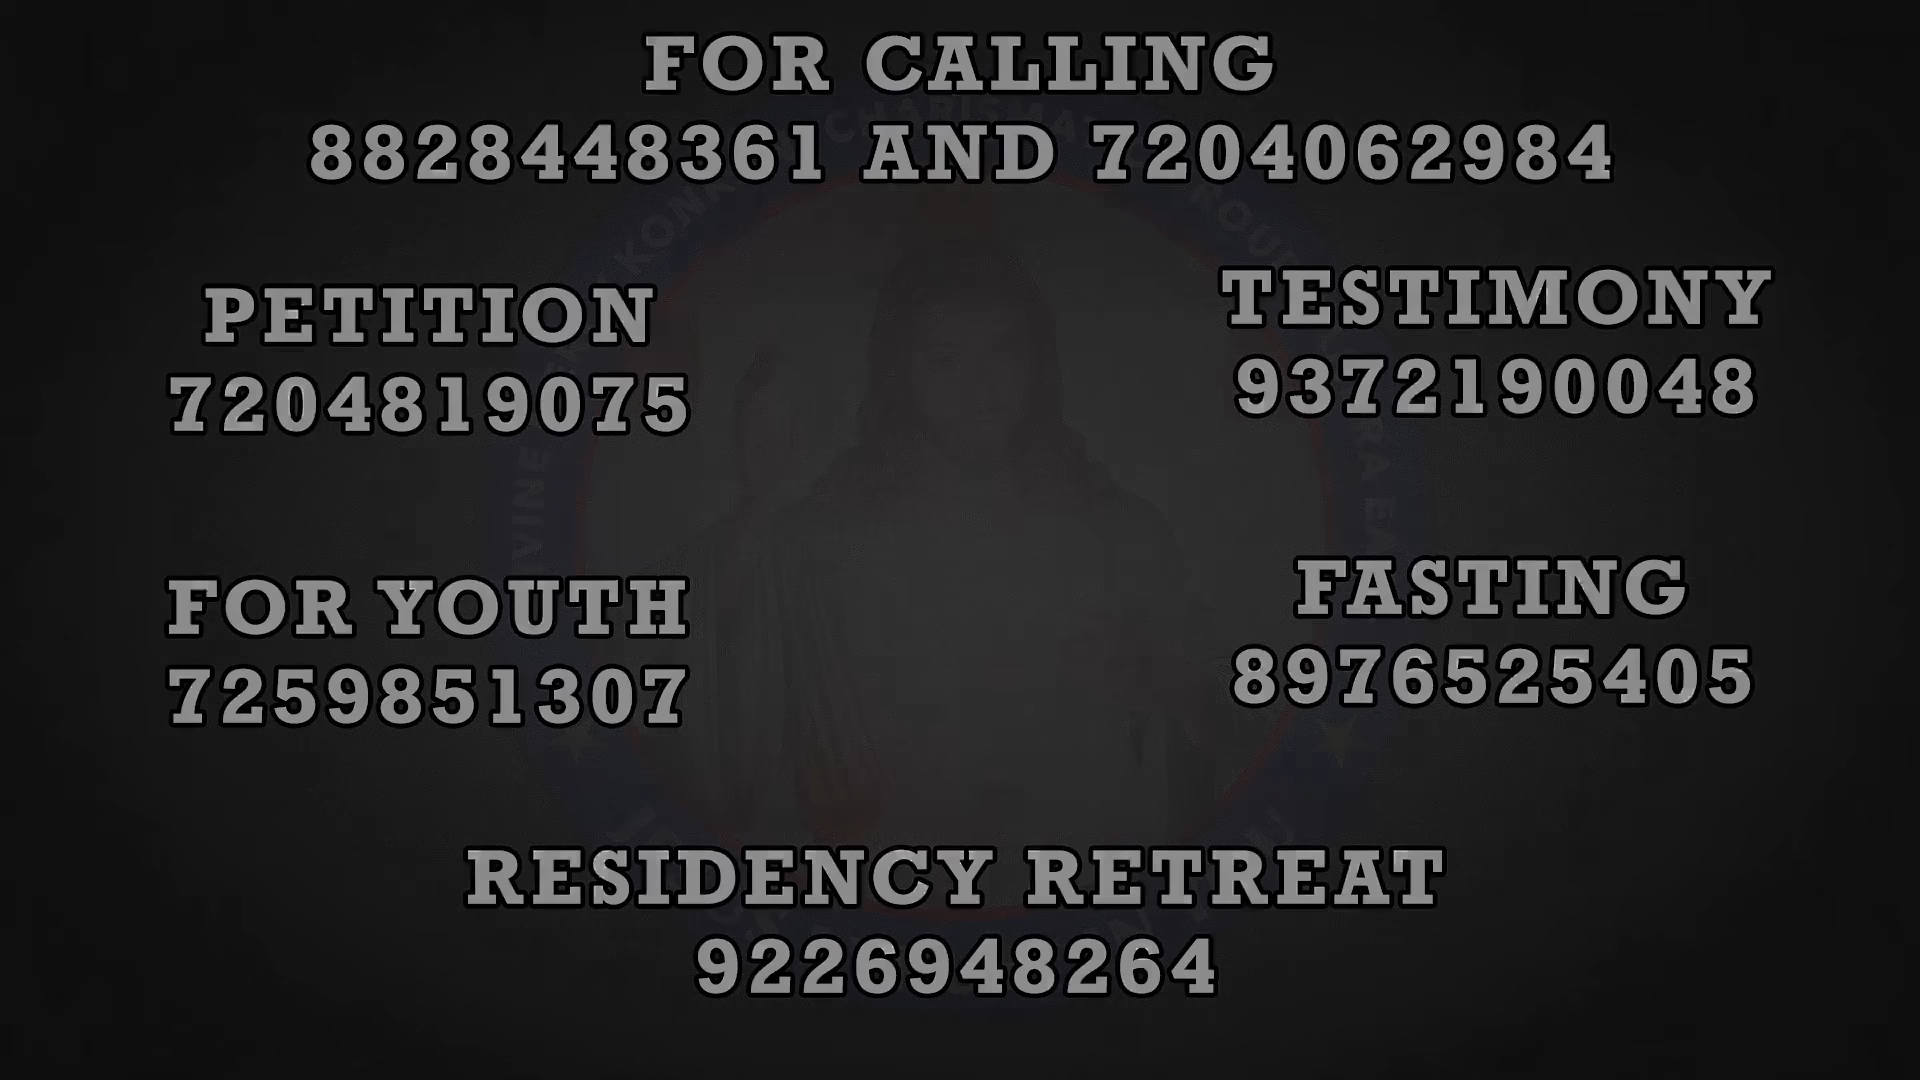 FOR CALLING
8828448361 AND 7204062984
PETITION
7204819075
TESTIMONY
9372190048
FOR YOUTH
7259851307
FASTING
8976525405
RESIDENCY RETREAT
9226948264